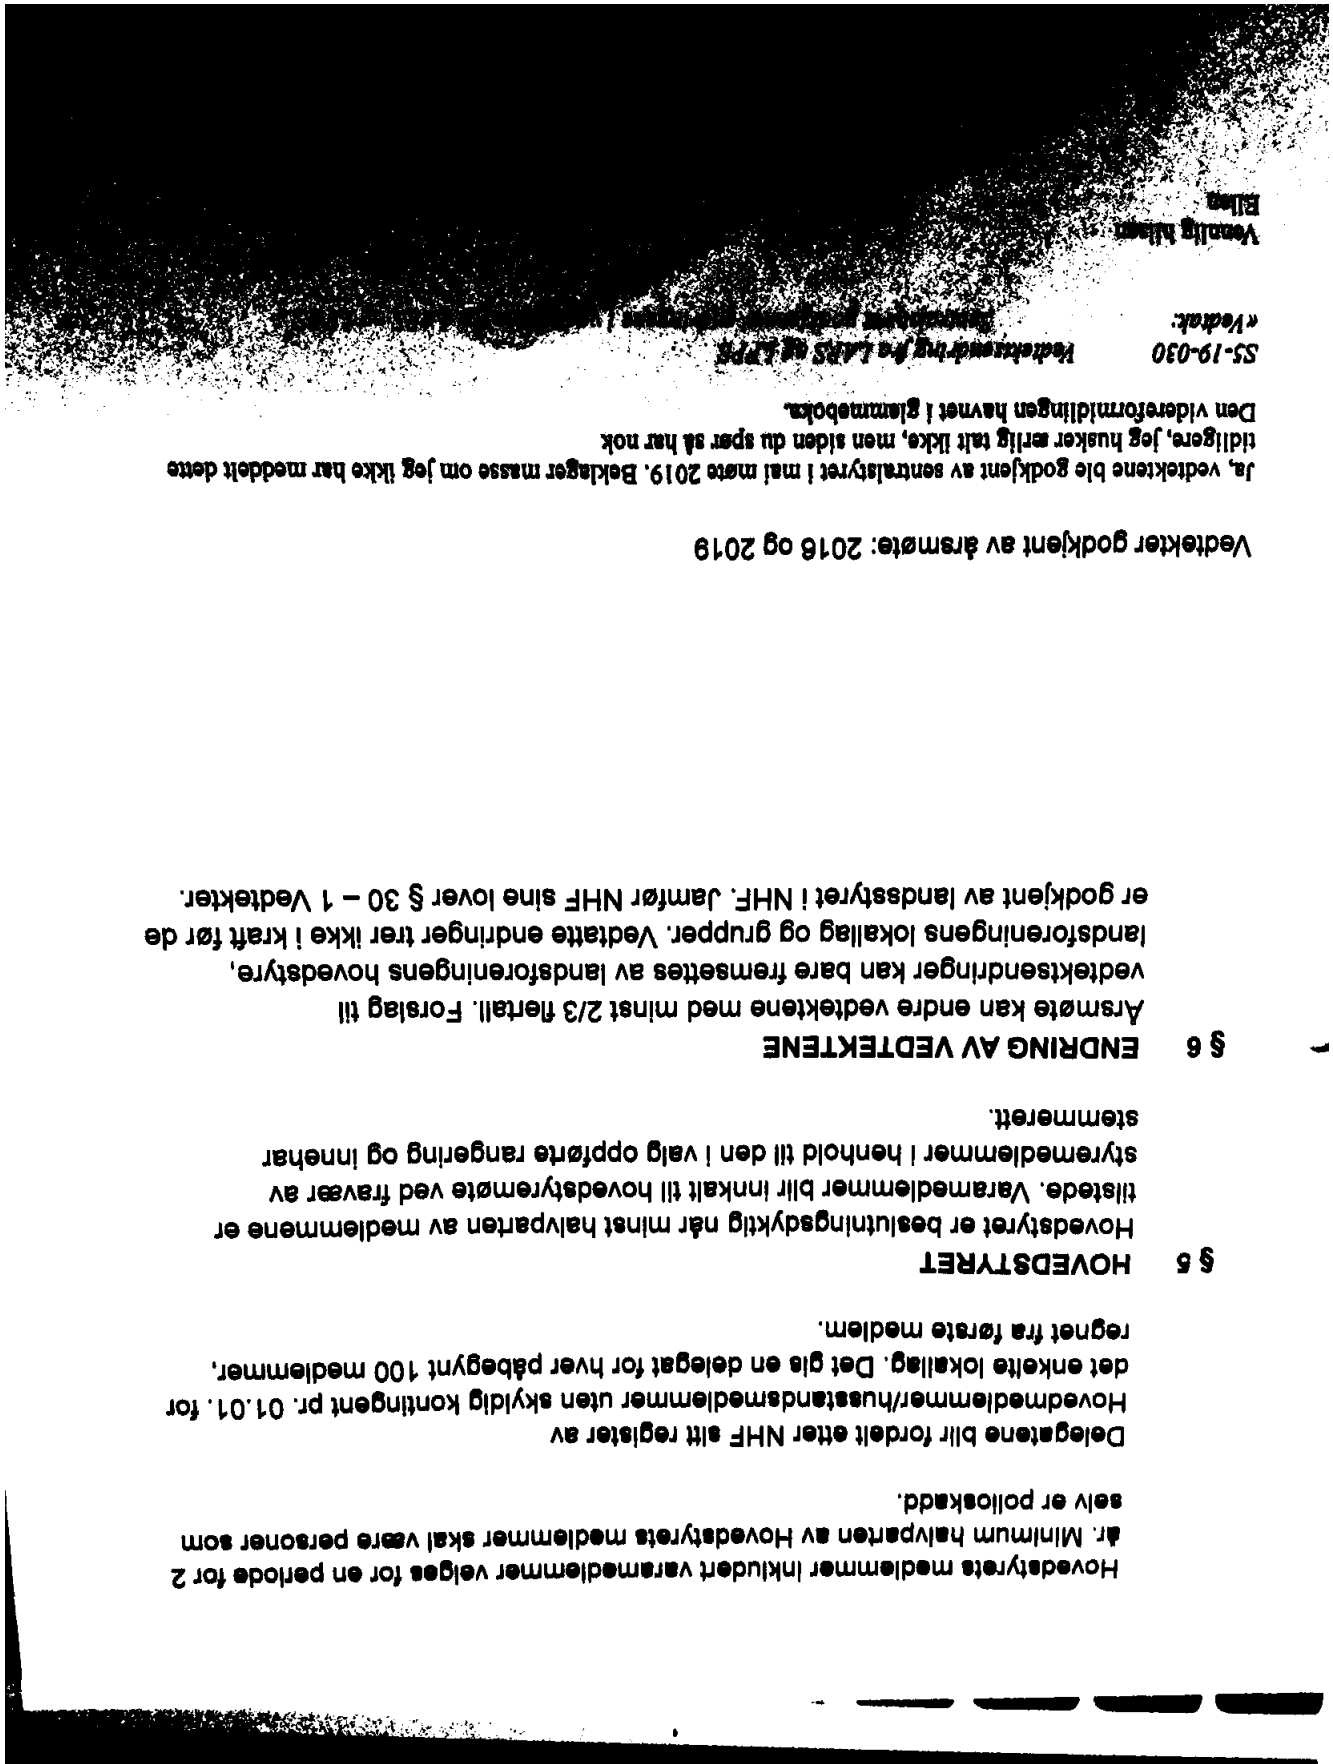 Hovedstyrets medlemmer inkludert varamedlemmer velges for en periode for 2
år. Minimum halvparten av Hovedstyrets medlemmer skal være personer som
selv er polioskadd.
Delegatene blir fordelt etter NHF sitt register av
Hovedmedlemmer/husstandsmedlemmer uten skyldig kontingent pr. 01.01. for
det enkelte lokallag. Det gis en delegat for hver påbegynt 100 medlemmer,
regnet fra første medlem.
§ 5 HOVEDSTYRET
Hovedstyret er beslutningsdyktig når minst halvparten av medlemmene er
tilstede. Varamedlemmer blir innkalt til hovedstyremøte ved fravær av
styremedlemmer i henhold til den i valg oppførte rangering og innehar
stemmerett.
§ 6 ENDRING AV VEDTEKTENE
Årsmøte kan endre vedtektene med minst 2/3 flertall. Forslag til
vedtektsendringer kan bare fremsettes av landsforeningens hovedstyre,
landsforeningens lokallag og grupper. Vedtatte endringer trer ikke i kraft før de
er godkjent av landsstyret i NHF. Jamfør NHF sine lover § 30 – 1 Vedtekter.
Vedtekter godkjent av årsmøte: 2016 og 2019
Ja, vedtektene ble godkjent av sentralstyret i mai møte 2019. Beklager masse om jeg ikke har meddelt dette
tidligere, jeg husker ærlig talt ikke, men siden du spør så har nok
Den videreformidlingen havnet i glemmeboka.
SS-19-030 Vedtektsendring fra LARS og LFPS
«Vedtak:
Vennlig hilsen
Ellen